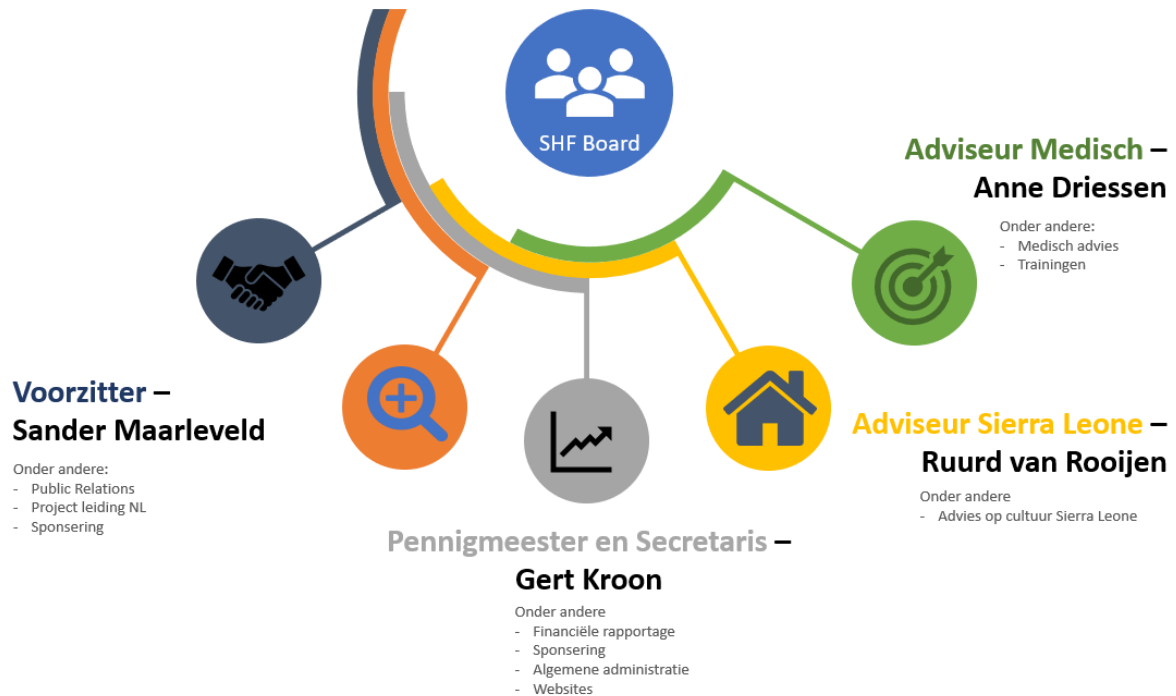 SHF Board
Adviseur Medisch –
Anne Driessen
Onder andere:
- Medisch advies
- Trainingen
Voorzitter –
Sander Maarleveld
Onder andere:
- Public Relations
- Project leiding NL
- Sponsering
Adviseur Sierra Leone –
Ruurd van Rooijen
Onder andere
- Advies op cultuur Sierra Leone
Pennigmeester en Secretaris –
Gert Kroon
Onder andere
- Financiële rapportage
- Sponsering
- Algemene administratie
- Websites